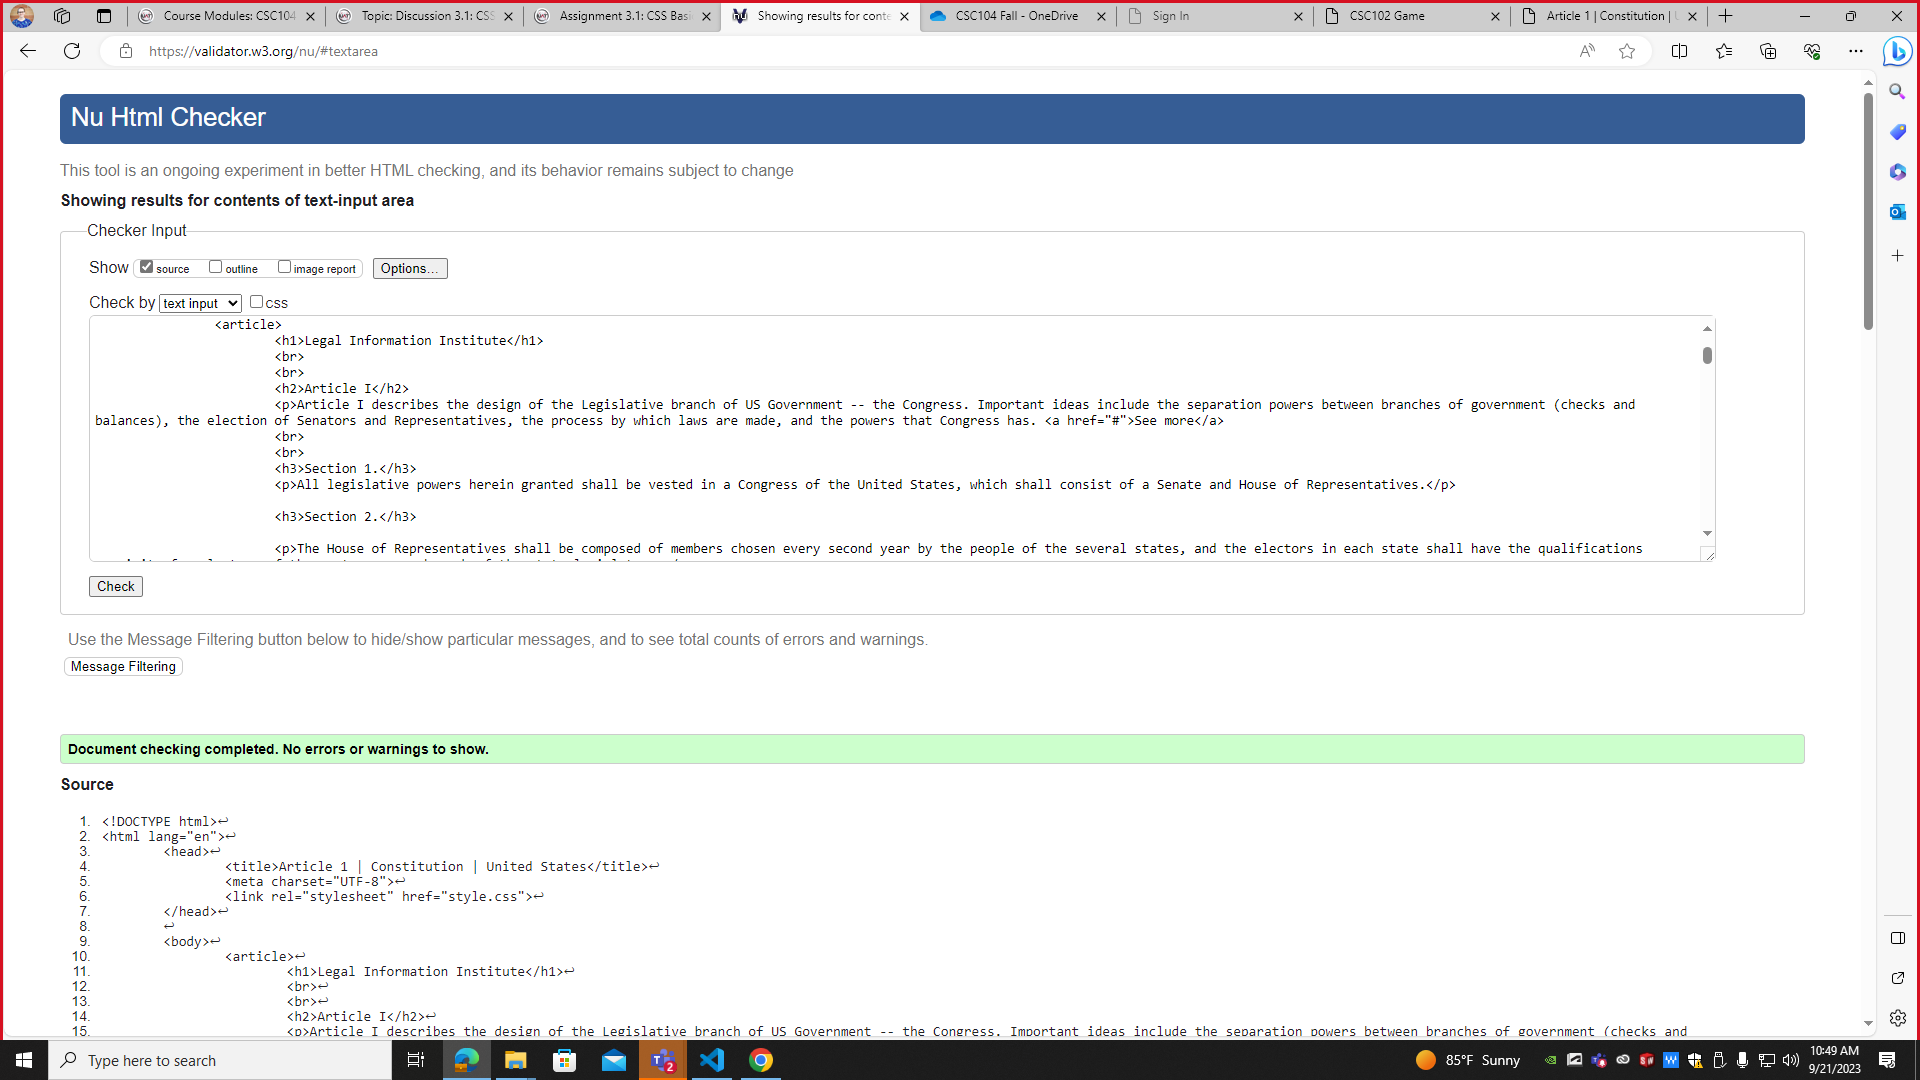 Course Modules: CSC104
Topic: Discussion 3.1: CSS
Assignment 3.1: CSS Basi
Showing results for conte
CSC104 Fall - OneDrive
Sign In
CSC102 Game
Article 1 | Constitution |
https://validator.w3.org/nu/#textarea
Nu Html Checker
This tool is an ongoing experiment in better HTML checking, and its behavior remains subject to change
Showing results for contents of text-input area
Checker Input
Show source outline image report Options...
Check by text input css
<article>
<h1>Legal Information Institute</h1>
<br>
<br>
<h2>Article I</h2>
<p>Article I describes the design of the Legislative branch of US Government -- the Congress. Important ideas include the separation powers between branches of government (checks and
balances), the election of Senators and Representatives, the process by which laws are made, and the powers that Congress has. <a href="#">See more</a>
<br>
<br>
<h3>Section 1.</h3>
<p>All legislative powers herein granted shall be vested in a Congress of the United States, which shall consist of a Senate and House of Representatives.</p>
<h3>Section 2.</h3>
<p>The House of Representatives shall be composed of members chosen every second year by the people of the several states, and the electors in each state shall have the qualifications
Check
Use the Message Filtering button below to hide/show particular messages, and to see total counts of errors and warnings.
Message Filtering
Document checking completed. No errors or warnings to show.
Source
1. <!DOCTYPE html>↩
2. <html lang="en">↩
3. <head>↩
4. <title>Article 1 | Constitution | United States</title>↩
5. <meta charset="UTF-8">↩
6. <link rel="stylesheet" href="style.css">↩
7. </head>↩
8. ↩
9. <body>↩
10. <article>↩
11. <h1>Legal Information Institute</h1>↩
12. <br>↩
13. <br>↩
14. <h2>Article I</h2>↩
15. <p>Article I describes the design of the Legislative branch of US Government -- the Congress. Important ideas include the separation powers between branches of government (checks and
Type here to search
2
85°F Sunny
10:49 AM
9/21/2023